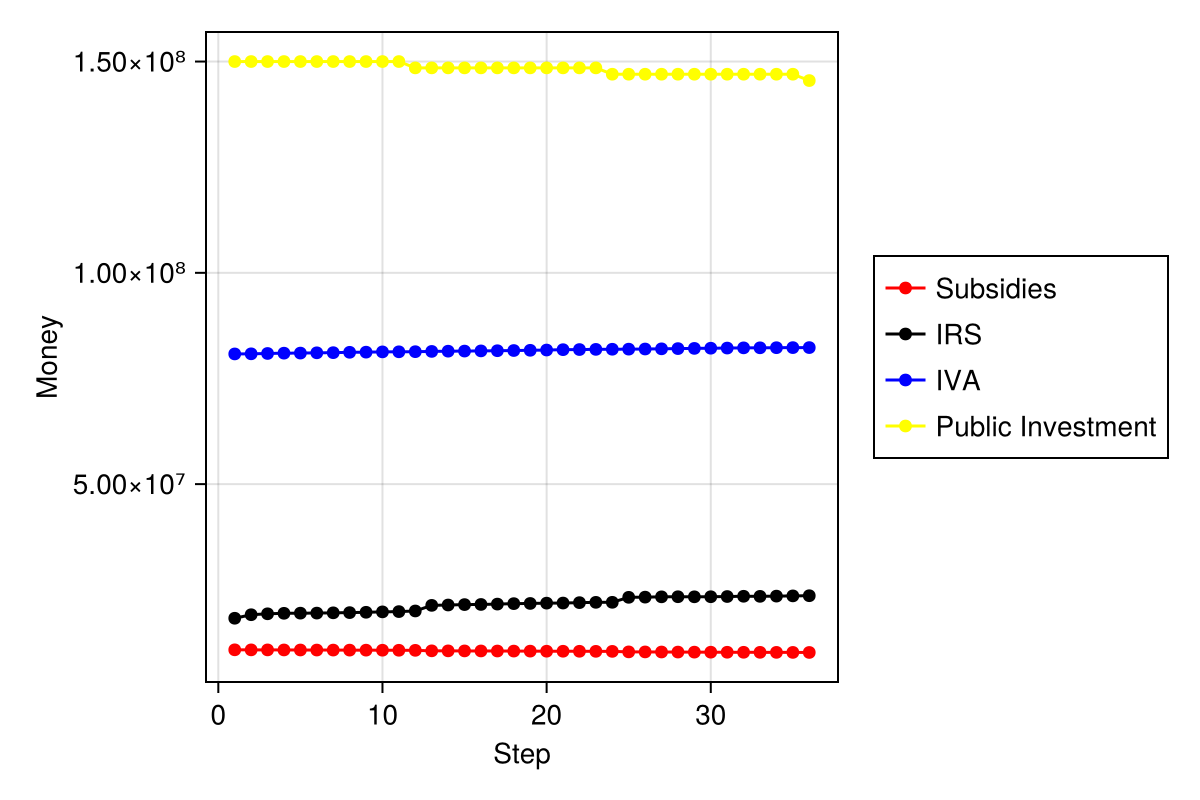 1.50×10⁸
1.00×10⁸
5.00×10⁷
Money
0 10 20 30
Step
Subsidies
IRS
IVA
Public Investment